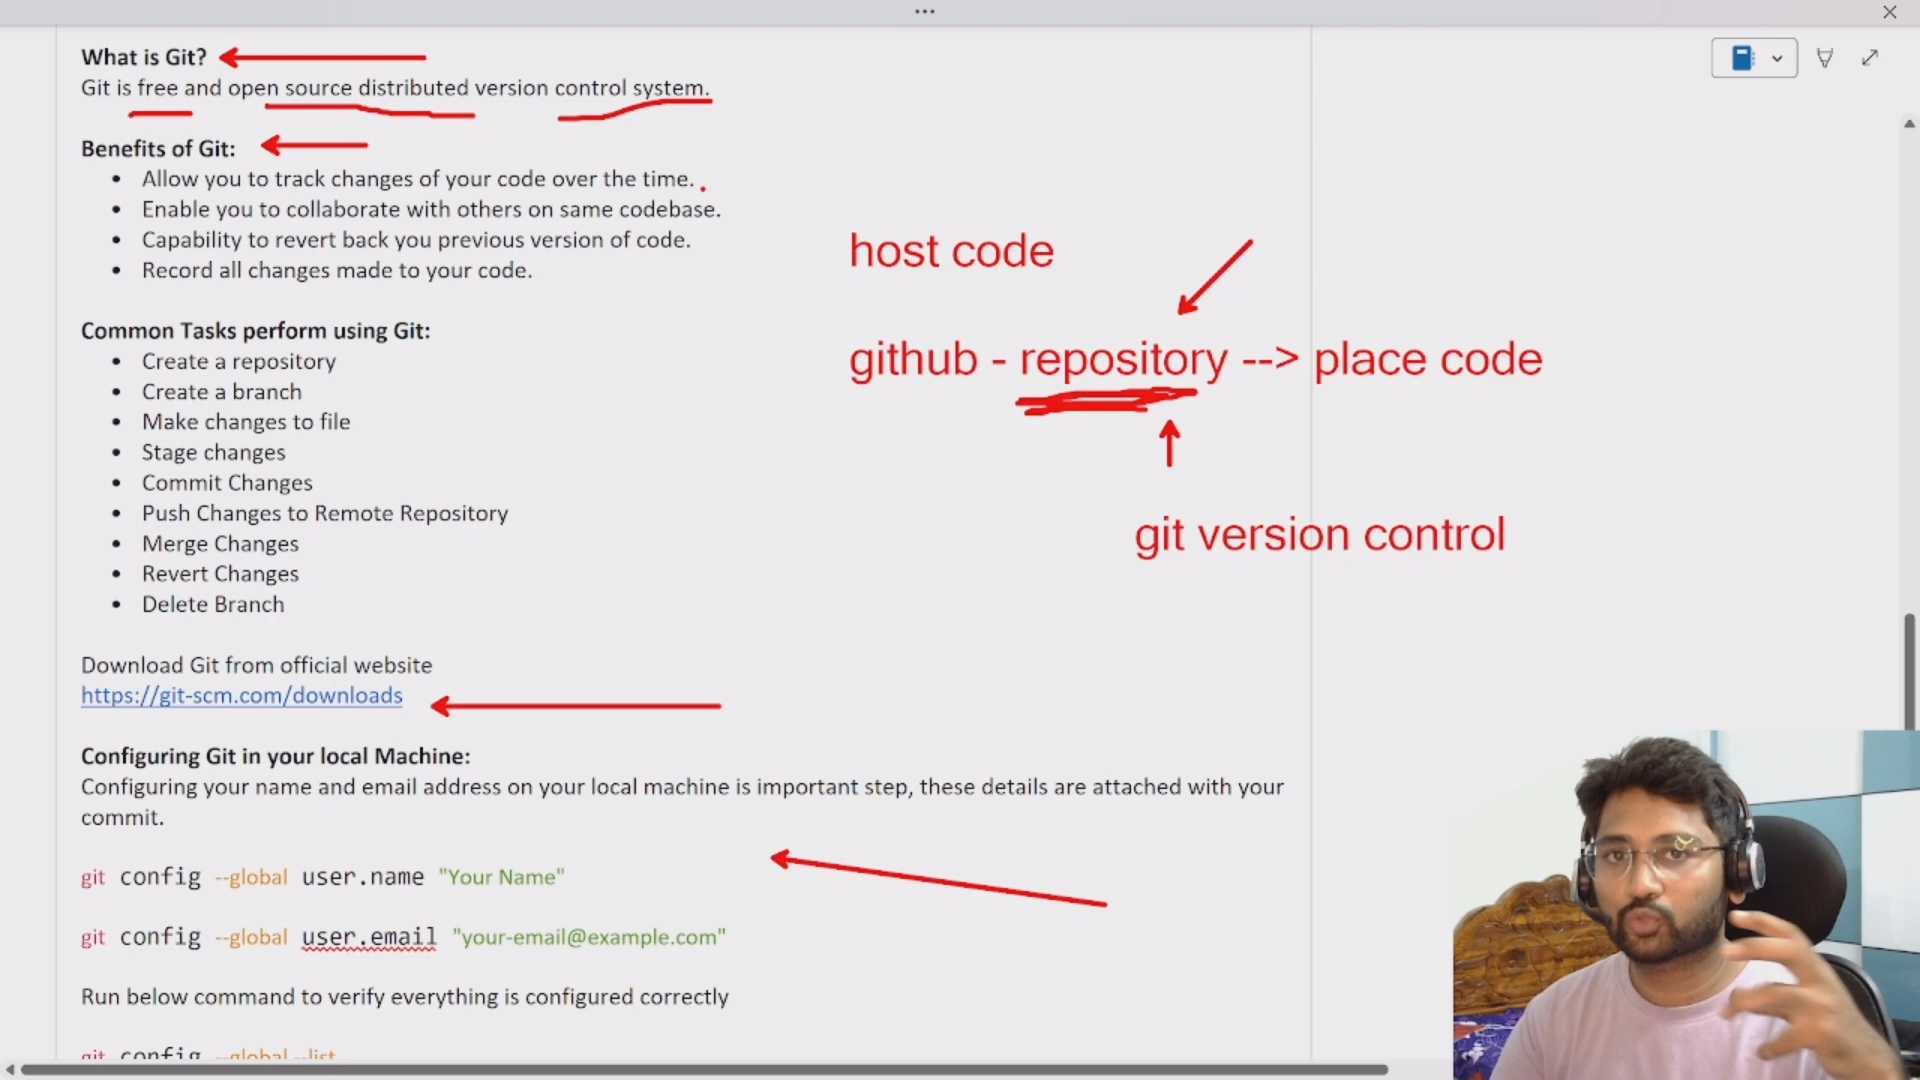 What is Git?
Git is free and open source distributed version control system.
Benefits of Git:
Allow you to track changes of your code over the time.
Enable you to collaborate with others on same codebase.
Capability to revert back you previous version of code.
Record all changes made to your code.
host code
github - repository --> place code
git version control
Common Tasks perform using Git:
Create a repository
Create a branch
Make changes to file
Stage changes
Commit Changes
Push Changes to Remote Repository
Merge Changes
Revert Changes
Delete Branch
Download Git from official website
https://git-scm.com/downloads
Configuring Git in your local Machine:
Configuring your name and email address on your local machine is important step, these details are attached with your
commit.
git config --global user.name "Your Name"
git config --global user.email "your-email@example.com"
Run below command to verify everything is configured correctly
git config --global --list